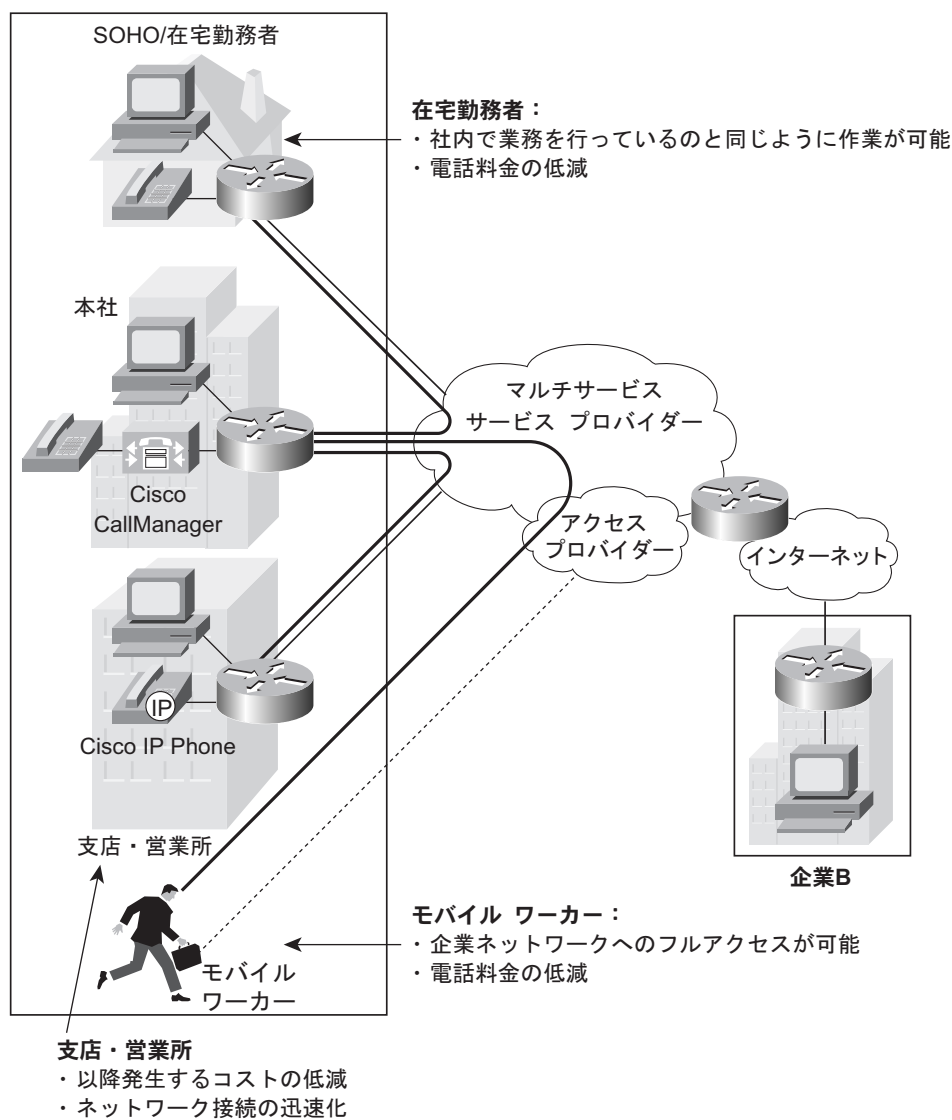 SOHO/在宅勤務者
在宅勤務者：
・社内で業務を行っているのと同じように作業が可能
・電話料金の低減
本社
マルチサービス
サービス プロバイダー
Cisco
CallManager
アクセス
プロバイダー
インターネット
IP
Cisco IP Phone
支店・営業所
企業B
モバイル ワーカー：
・企業ネットワークへのフルアクセスが可能
・電話料金の低減
モバイル
ワーカー
支店・営業所
・以降発生するコストの低減
・ネットワーク接続の迅速化